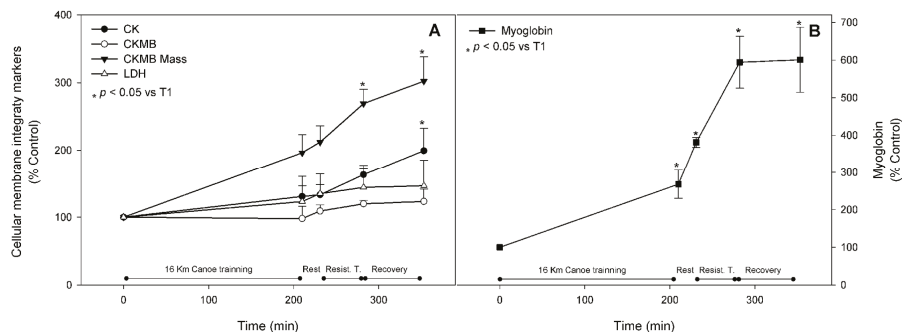 Cellular membrane integraty markers
(% Control)
400
300
200
100
0
CK
CKMB
CKMB Mass
LDH
* p < 0.05 vs T1
A
*
*
*
16 Km Canoe trainning
Rest
Resist. T.
Recovery
0
100
200
300
Time (min)
Myoglobin
* p < 0.05 vs T1
B
*
*
*
*
16 Km Canoe trainning
Rest
Resist. T.
Recovery
0
100
200
300
Time (min)
700
600
500
400
300
200
100
0
Myoglobin
(% Control)